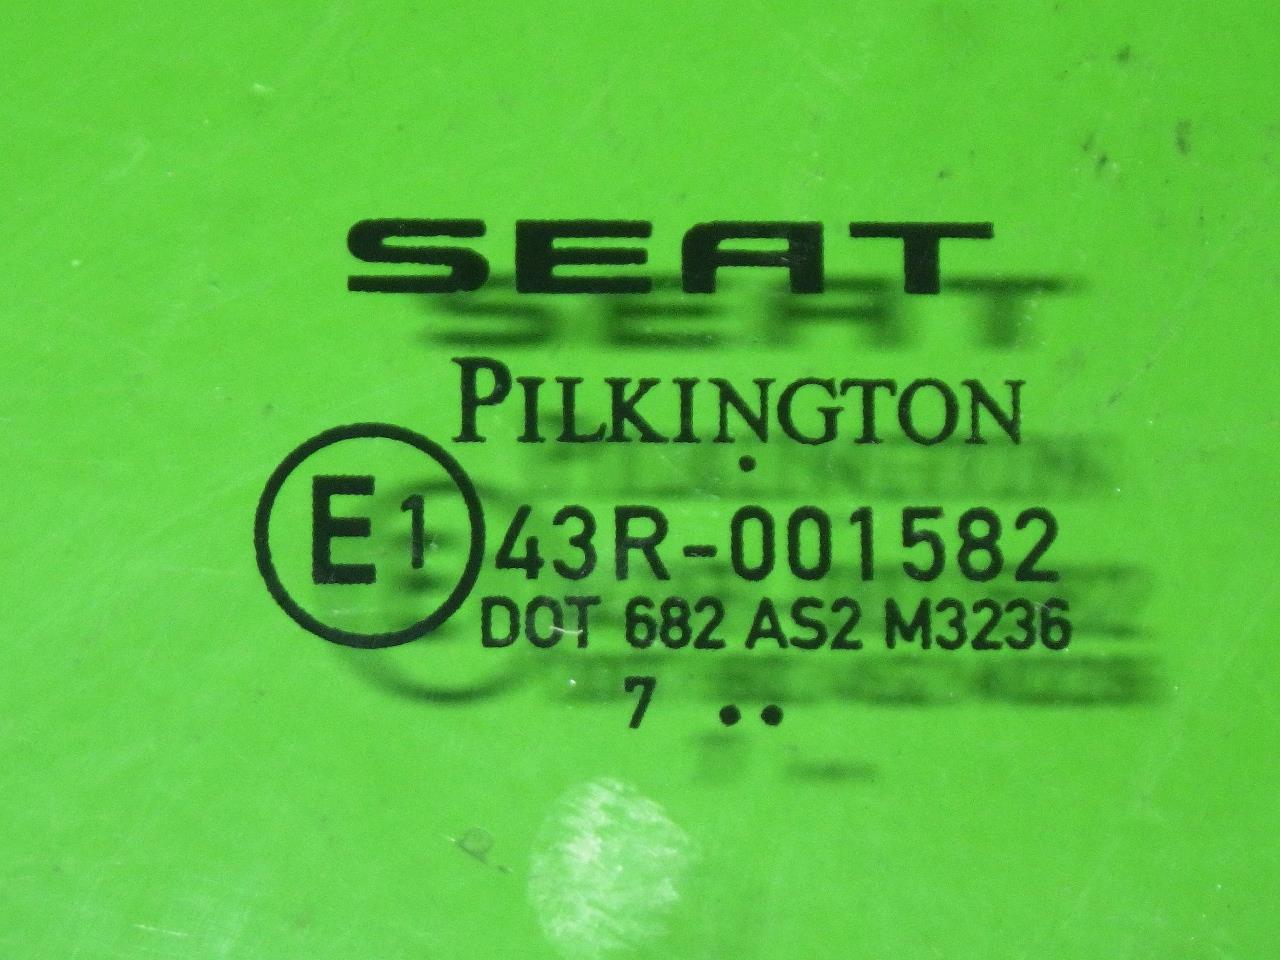 SEAT
PILKINGTON
E1 43R-001582
DOT 682 AS2 M3236
7 ••